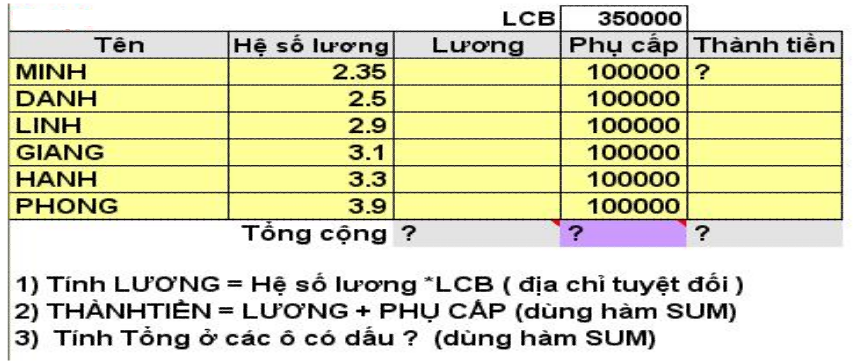 LCB 350000
Tên Hệ số lương Lương Phụ cấp Thành tiền
MINH 2.35 100000 ?
DANH 2.5 100000
LINH 2.9 100000
GIANG 3.1 100000
HANH 3.3 100000
PHONG 3.9 100000
Tổng cộng ? ? ?
1) Tính LƯƠNG = Hệ số lương *LCB ( địa chỉ tuyệt đối )
2) THÀNHTIỀN = LƯƠNG + PHỤ CẤP (dùng hàm SUM)
3) Tính Tổng ở các ô có dấu ? (dùng hàm SUM)